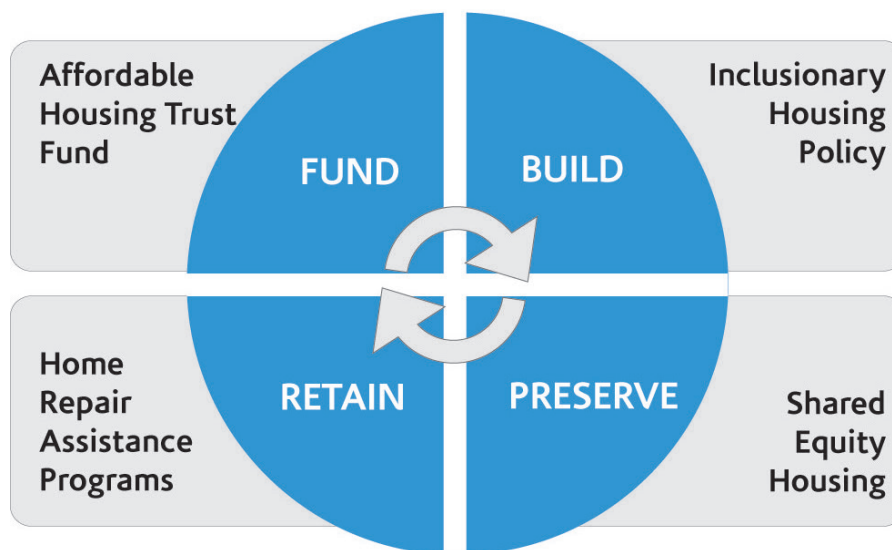 Affordable
Housing Trust
Fund
FUND
BUILD
Inclusionary
Housing
Policy
Home
Repair
Assistance
Programs
RETAIN
PRESERVE
Shared
Equity
Housing